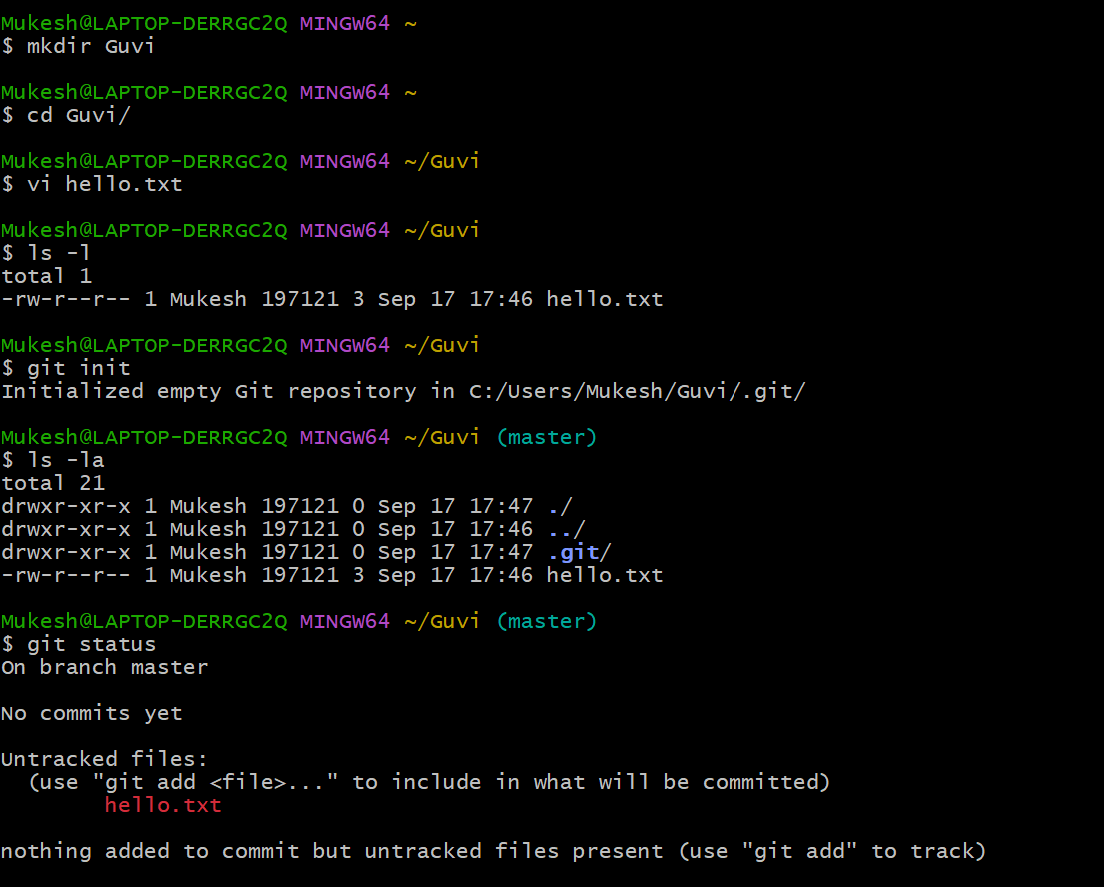 Mukesh@LAPTOP-DERRGC2Q MINGW64 ~
$ mkdir Guvi
Mukesh@LAPTOP-DERRGC2Q MINGW64 ~
$ cd Guvi/
Mukesh@LAPTOP-DERRGC2Q MINGW64 ~/Guvi
$ vi hello.txt
Mukesh@LAPTOP-DERRGC2Q MINGW64 ~/Guvi
$ ls -l
total 1
-rw-r--r-- 1 Mukesh 197121 3 Sep 17 17:46 hello.txt
Mukesh@LAPTOP-DERRGC2Q MINGW64 ~/Guvi
$ git init
Initialized empty Git repository in C:/Users/Mukesh/Guvi/.git/
Mukesh@LAPTOP-DERRGC2Q MINGW64 ~/Guvi (master)
$ ls -la
total 21
drwxr-xr-x 1 Mukesh 197121 0 Sep 17 17:47 ./
drwxr-xr-x 1 Mukesh 197121 0 Sep 17 17:46 ../
drwxr-xr-x 1 Mukesh 197121 0 Sep 17 17:47 .git/
-rw-r--r-- 1 Mukesh 197121 3 Sep 17 17:46 hello.txt
Mukesh@LAPTOP-DERRGC2Q MINGW64 ~/Guvi (master)
$ git status
On branch master
No commits yet
Untracked files:
  (use "git add <file>..." to include in what will be committed)
        hello.txt
nothing added to commit but untracked files present (use "git add" to track)